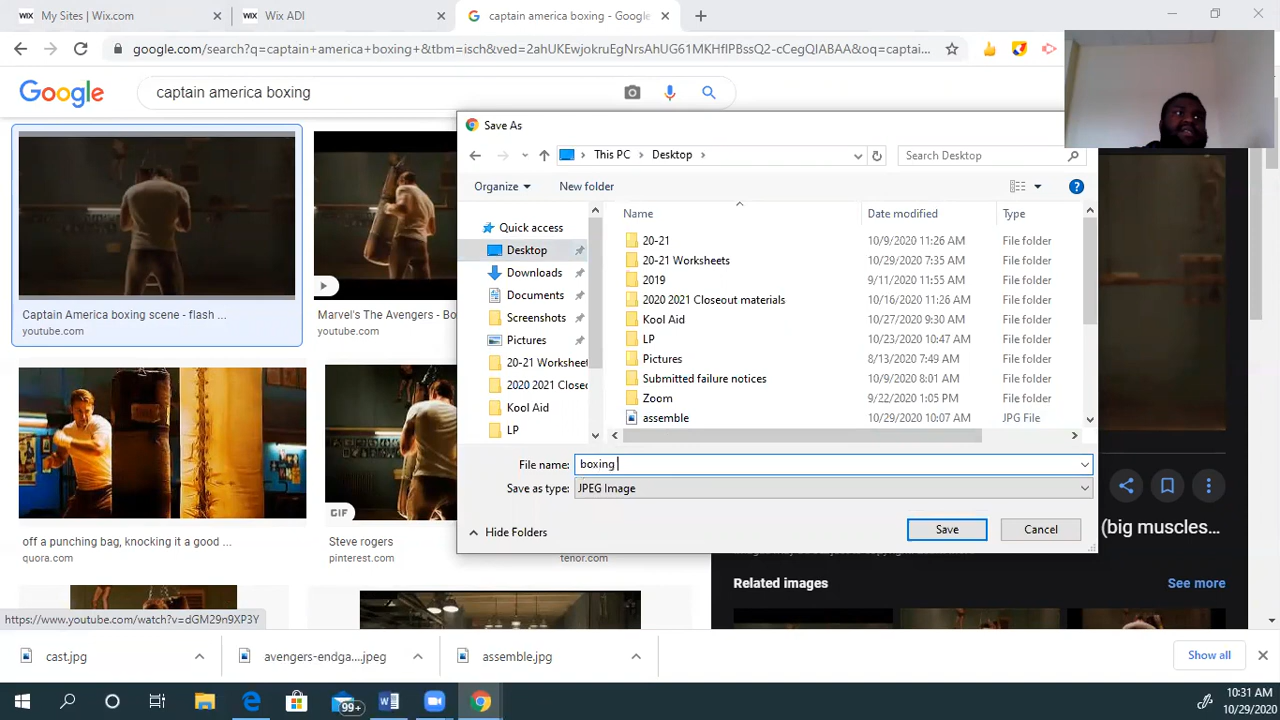 WIX My Sites | Wix.com
WIX Wix ADI
captain america boxing - Google
google.com/search?q=captain+america+boxing+&tbm=isch&ved=2ahUKEwjokruEgNrsAhUG61MKHflPBssQ2-cCegQIABAA&oq=captai...
Google
captain america boxing
Save As
This PC
Desktop
Search Desktop
Organize
New folder
Quick access
Desktop
Downloads
Documents
Screenshots
Pictures
20-21 Workshee
2020 2021 Close
Kool Aid
LP
Name
Date modified
Type
20-21 10/9/2020 11:26 AM File folder
20-21 Worksheets 10/29/2020 7:35 AM File folder
2019 9/11/2020 11:55 AM File folder
2020 2021 Closeout materials 10/16/2020 11:26 AM File folder
Kool Aid 10/27/2020 9:30 AM File folder
LP 10/23/2020 10:47 AM File folder
Pictures 8/13/2020 7:49 AM File folder
Submitted failure notices 10/9/2020 8:01 AM File folder
Zoom 9/22/2020 1:05 PM File folder
assemble 10/29/2020 10:07 AM JPG File
File name: boxing
Save as type: JPEG Image
Hide Folders
Save
Cancel
Captain America boxing scene - flash ...
youtube.com
Marvel's The Avengers - Bo
youtube.com
off a punching bag, knocking it a good ...
quora.com
GIF
Steve rogers
pinterest.com
tenor.com
(big muscles...
Related images
See more
https://www.youtube.com/watch?v=dGM29n9XP3Y
cast.jpg
avengers-endga....jpeg
assemble.jpg
Show all
99+
10:31 AM
10/29/2020